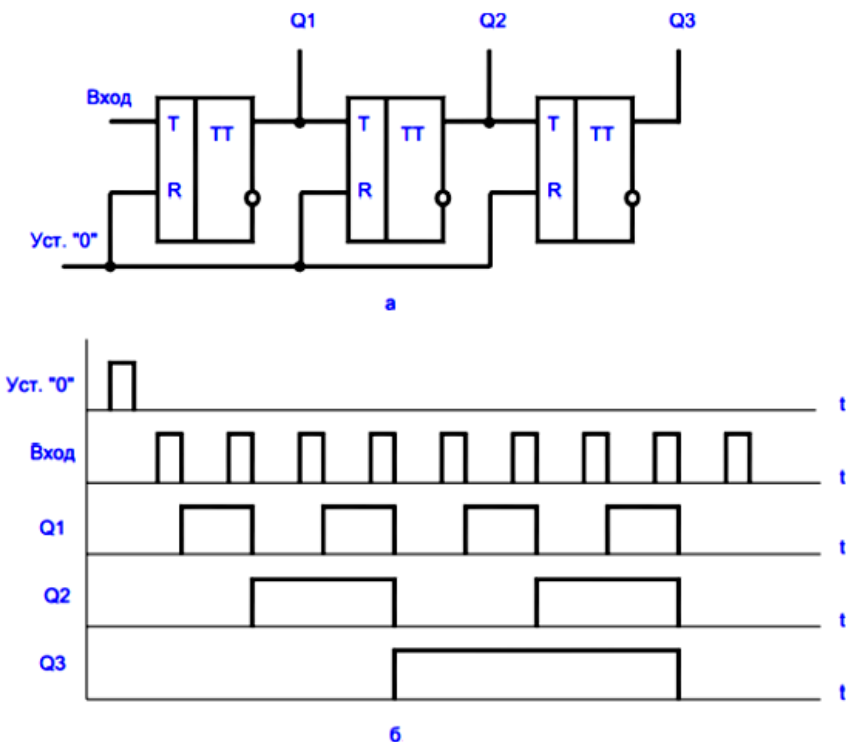 Q1 Q2 Q3
Вход
T TT T TT T TT
R R R
Уст. "0"
а
Уст. "0" t
Вход t
Q1 t
Q2 t
Q3 t
б